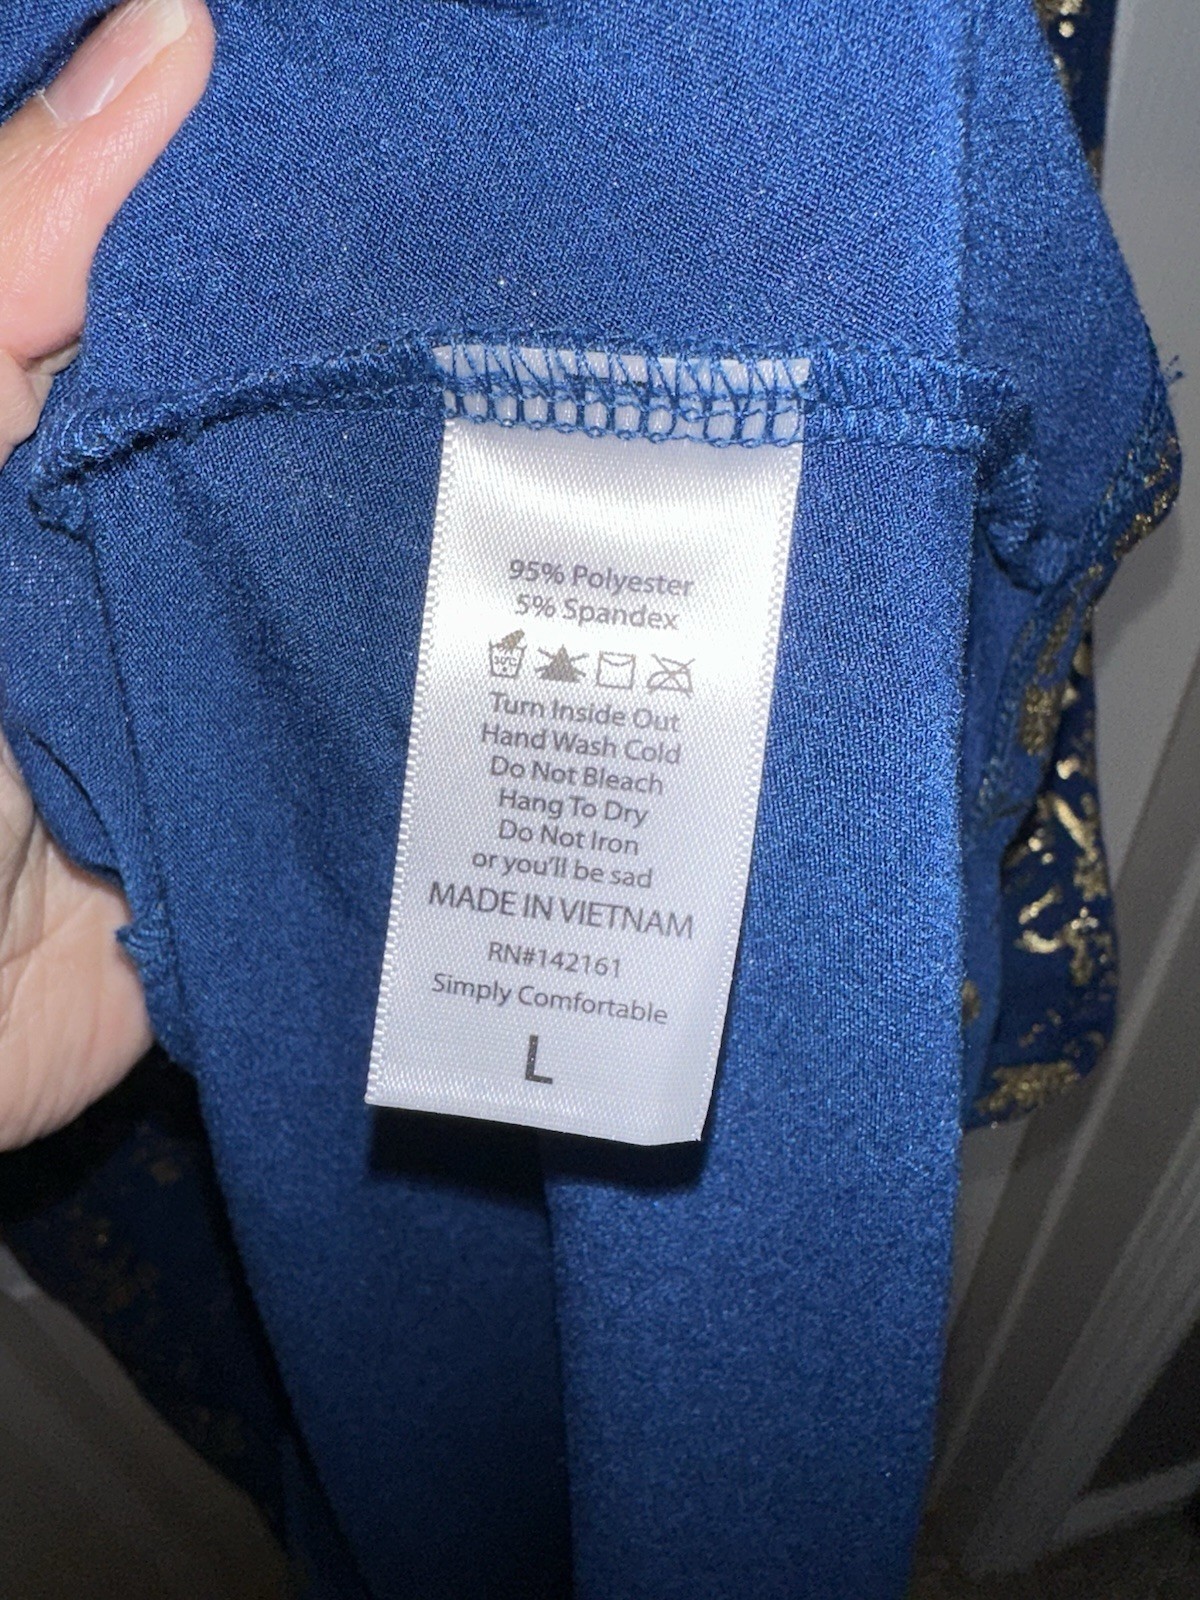 95% Polyester
5% Spandex
30°C
Turn Inside Out
Hand Wash Cold
Do Not Bleach
Hang To Dry
Do Not Iron
or you'll be sad
MADE IN VIETNAM
RN#142161
Simply Comfortable
L